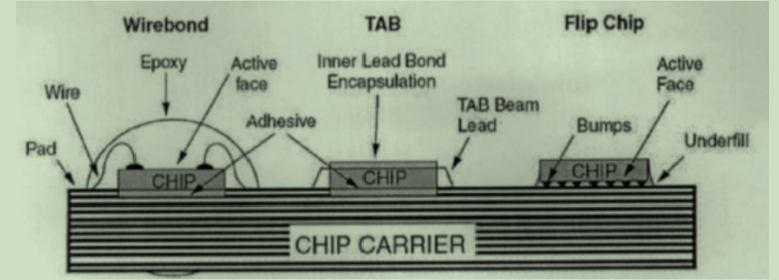 Wirebond
TAB
Flip Chip
Epoxy
Active
face
Inner Lead Bond
Encapsulation
Active
Face
Wire
Adhesive
TAB Beam
Lead
Bumps
Underfill
Pad
CHIP
CHIP
CHIP
CHIP CARRIER